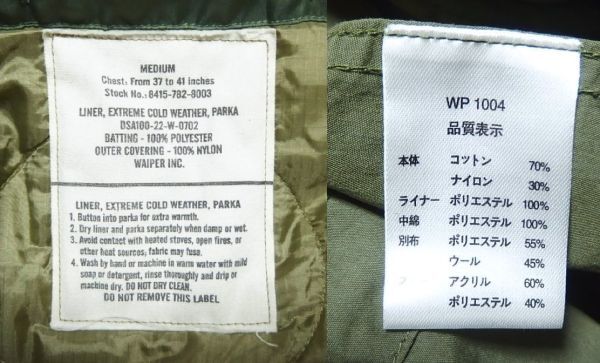 MEDIUM
Chest: From 37 to 41 inches
Stock No.: 8415-782-8003
LINER, EXTREME COLD WEATHER, PARKA
DSA100-22-W-0702
BATTING - 100% POLYESTER
OUTER COVERING - 100% NYLON
WAIPER INC.
LINER, EXTREME COLD WEATHER, PARKA
1. Button into parka for extra warmth.
2. Dry liner and parka separately when damp or wet.
3. Avoid contact with heated stoves, open fires, or
other heat sources; fabric may fuse.
4. Wash by hand or machine in warm water with mild
soap or detergent, rinse thoroughly and drip or
machine dry. DO NOT DRY CLEAN.
DO NOT REMOVE THIS LABEL
WP 1004
品質表示
本体 コットン 70%
ナイロン 30%
ライナー ポリエステル 100%
中綿 ポリエステル 100%
別布 ポリエステル 55%
ウール 45%
アクリル 60%
ポリエステル 40%